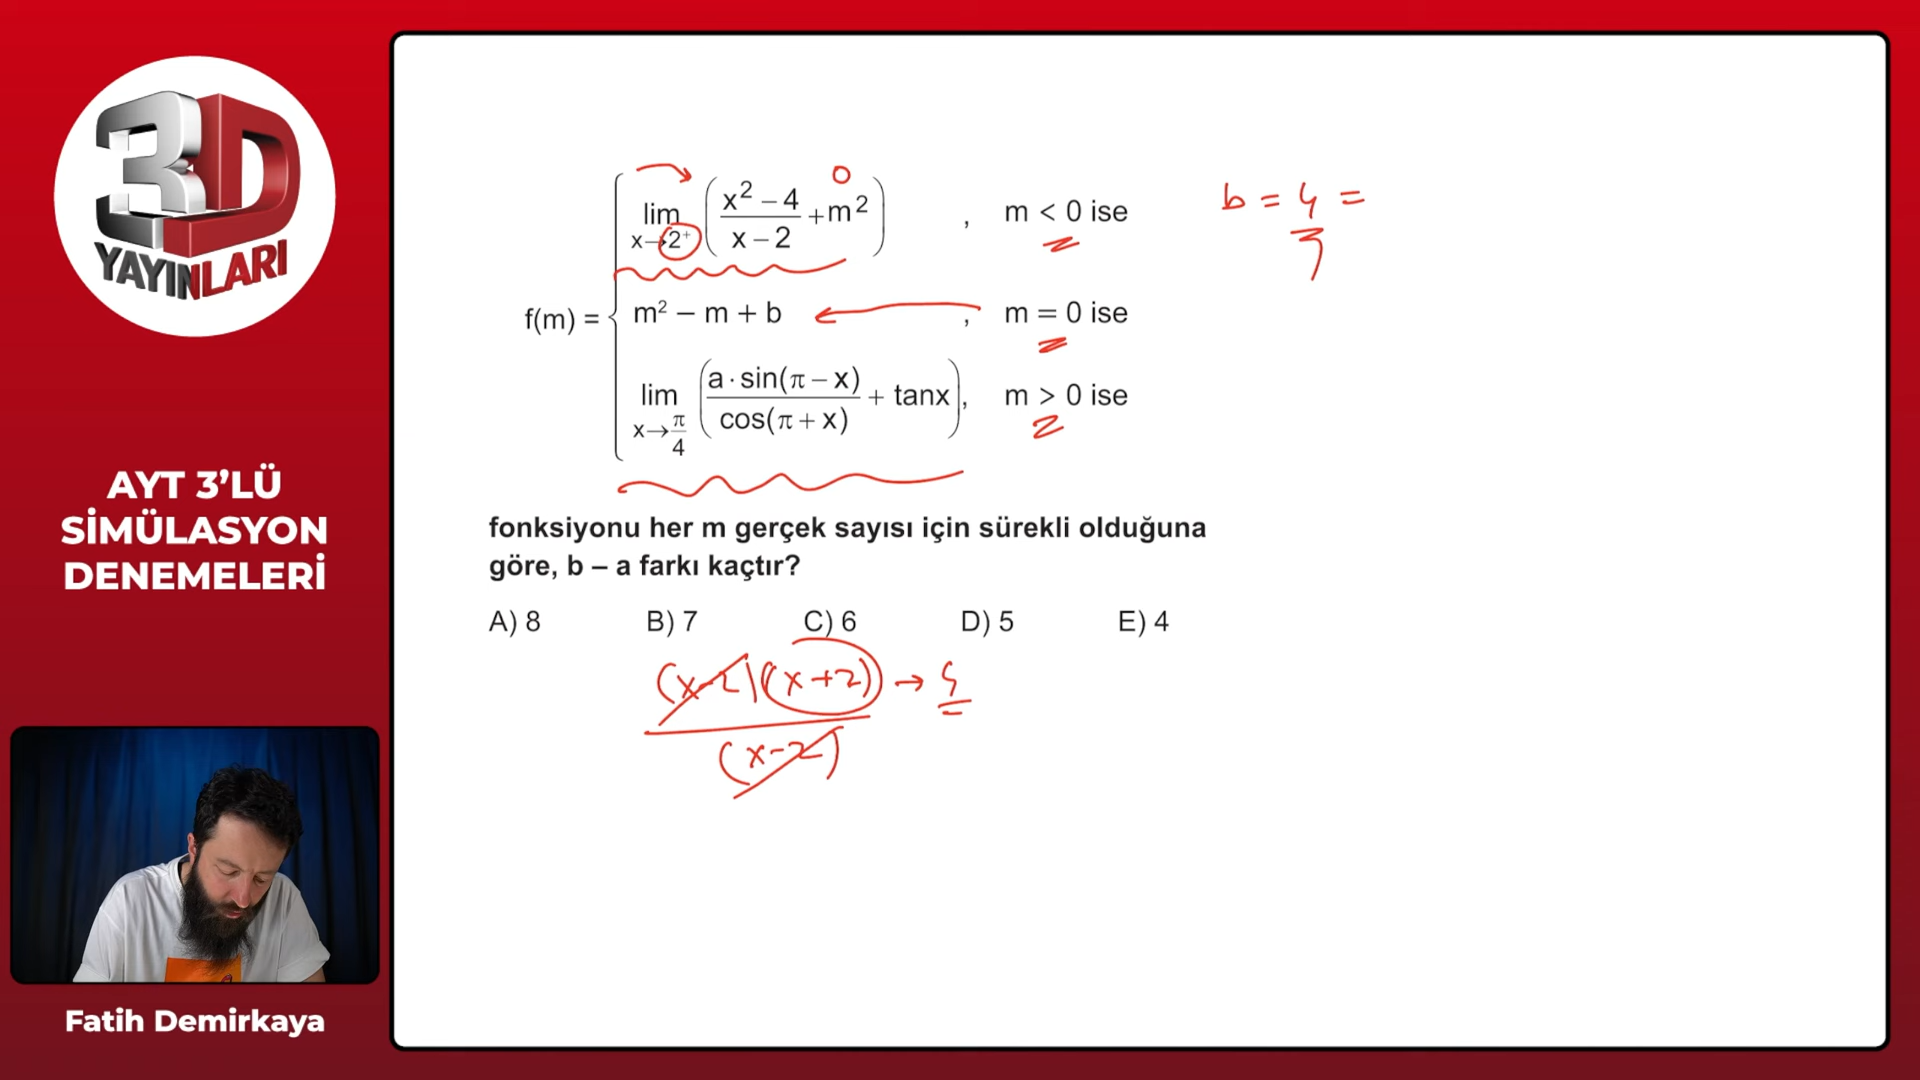 3D
YAYINLARI
AYT 3'LÜ
SİMÜLASYON
DENEMELERİ
Fatih Demirkaya
f(m) =
lim x→2⁺ ( (x² – 4)/(x – 2) + m² ) , m < 0 ise
0
m² – m + b , m = 0 ise
lim x→π/4 ( (a · sin(π – x))/(cos(π + x)) + tanx ), m > 0 ise
b = 4 =
fonksiyonu her m gerçek sayısı için sürekli olduğuna
göre, b – a farkı kaçtır?
A) 8 B) 7 C) 6 D) 5 E) 4
(x-2)(x+2) → 4
(x-2)